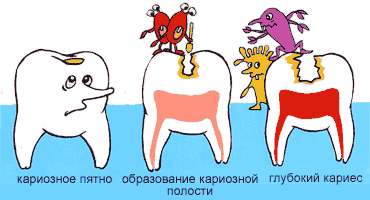 кариозное пятно
образование кариозной
полости
глубокий кариес